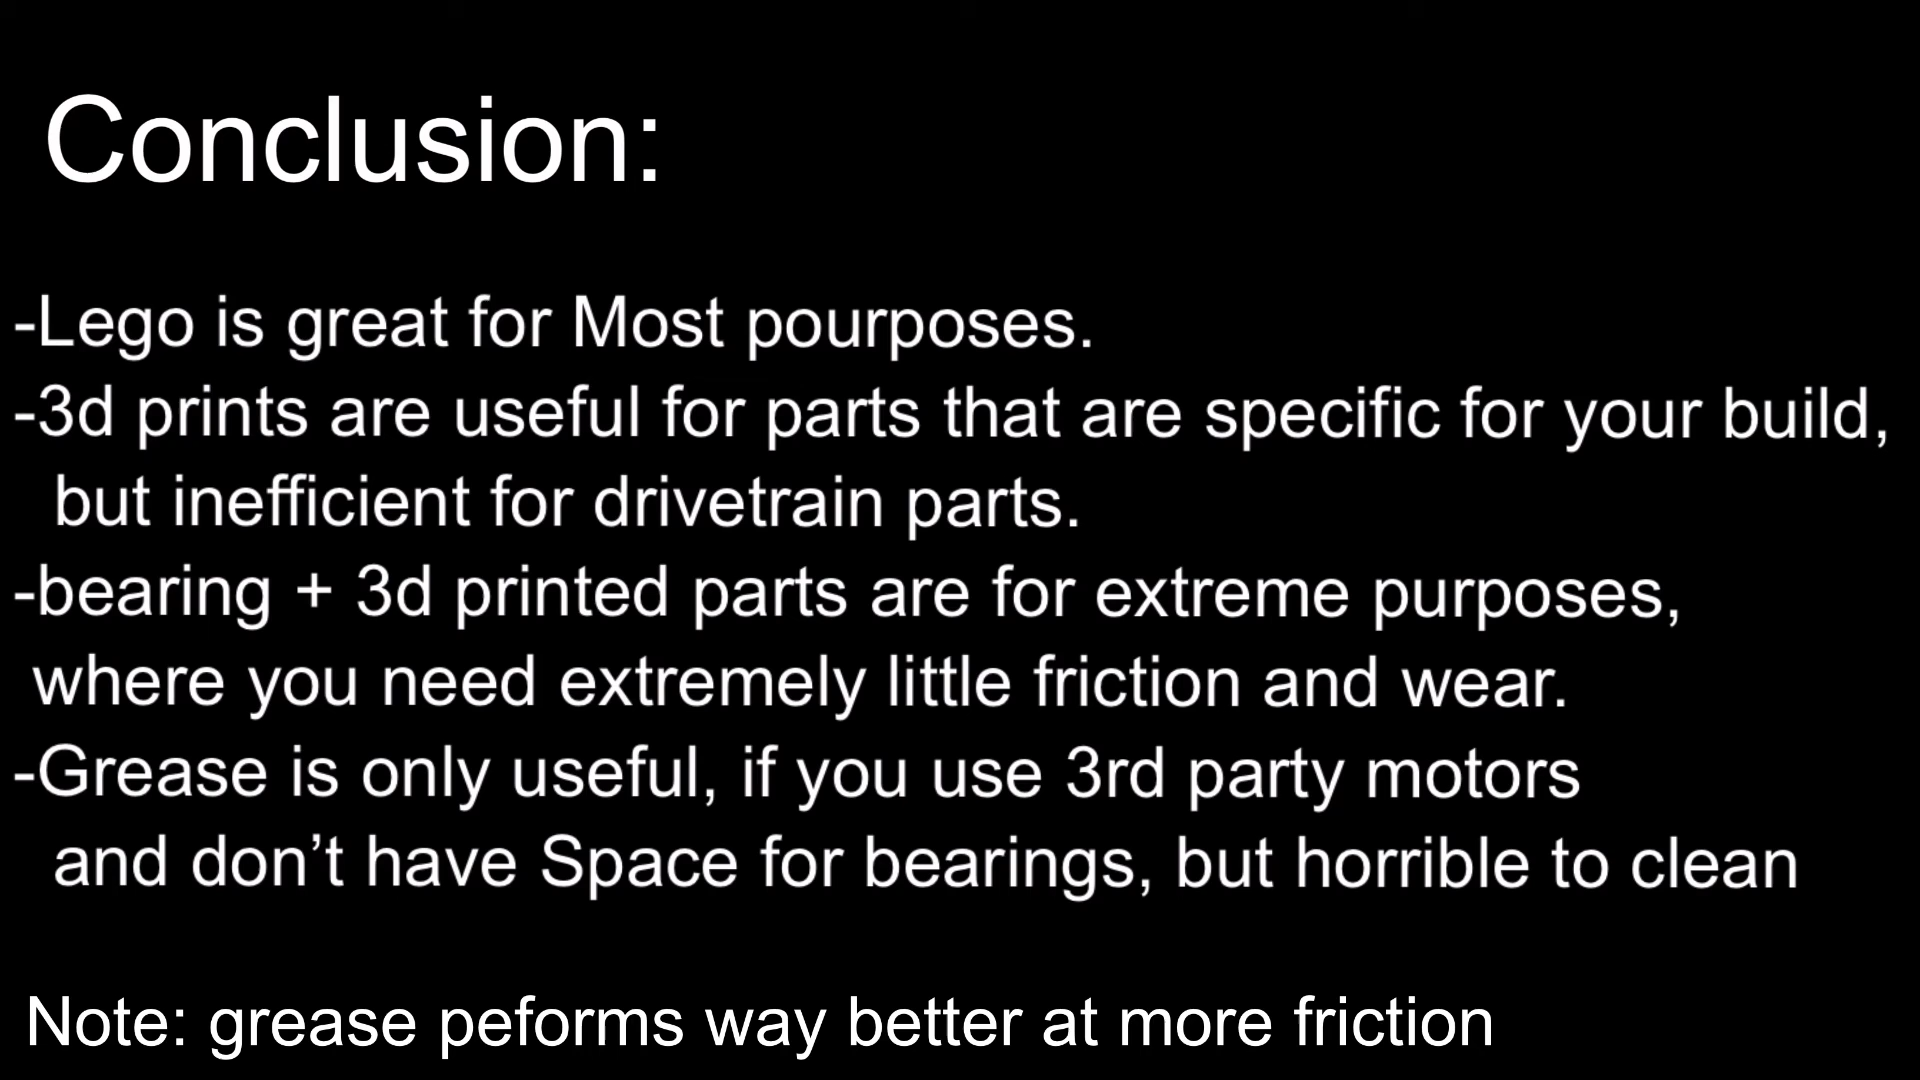 Conclusion:
-Lego is great for Most pourposes.
-3d prints are useful for parts that are specific for your build,
but inefficient for drivetrain parts.
-bearing + 3d printed parts are for extreme purposes,
where you need extremely little friction and wear.
-Grease is only useful, if you use 3rd party motors
and don’t have Space for bearings, but horrible to clean
Note: grease peforms way better at more friction